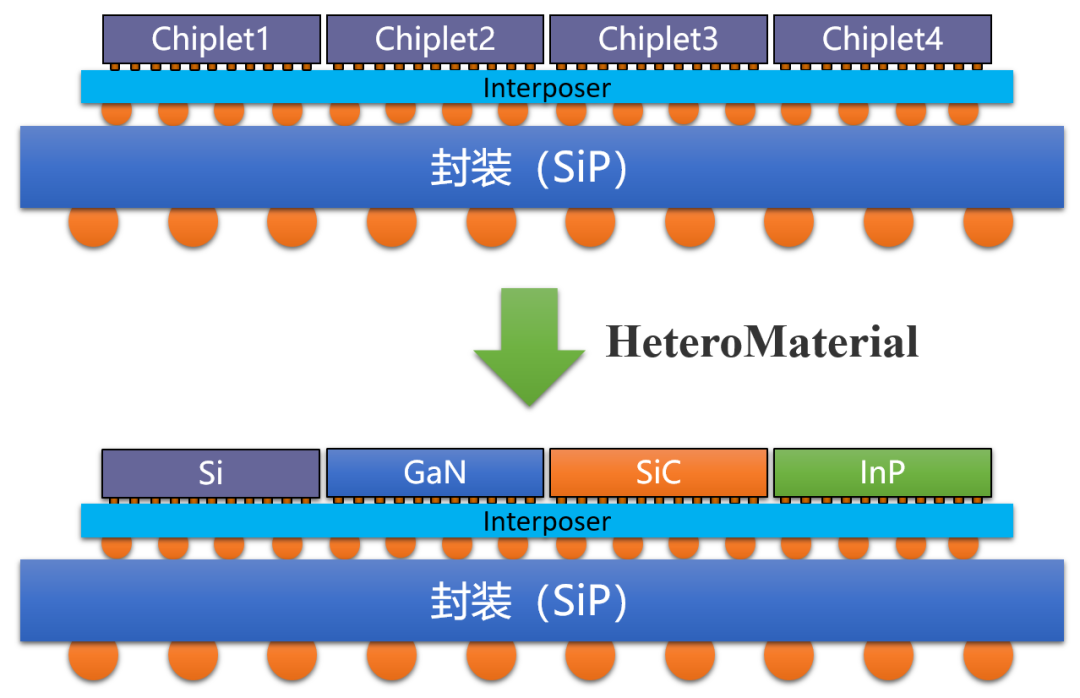 Chiplet1 Chiplet2 Chiplet3 Chiplet4
Interposer
封装（SiP）
HeteroMaterial
Si GaN SiC InP
Interposer
封装（SiP）